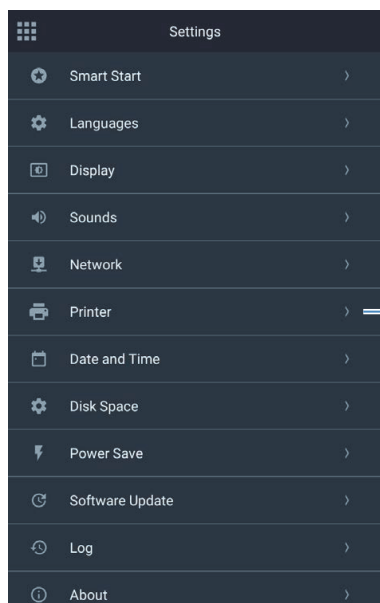 Settings
Smart Start
Languages
Display
Sounds
Network
Printer
Date and Time
Disk Space
Power Save
Software Update
Log
About